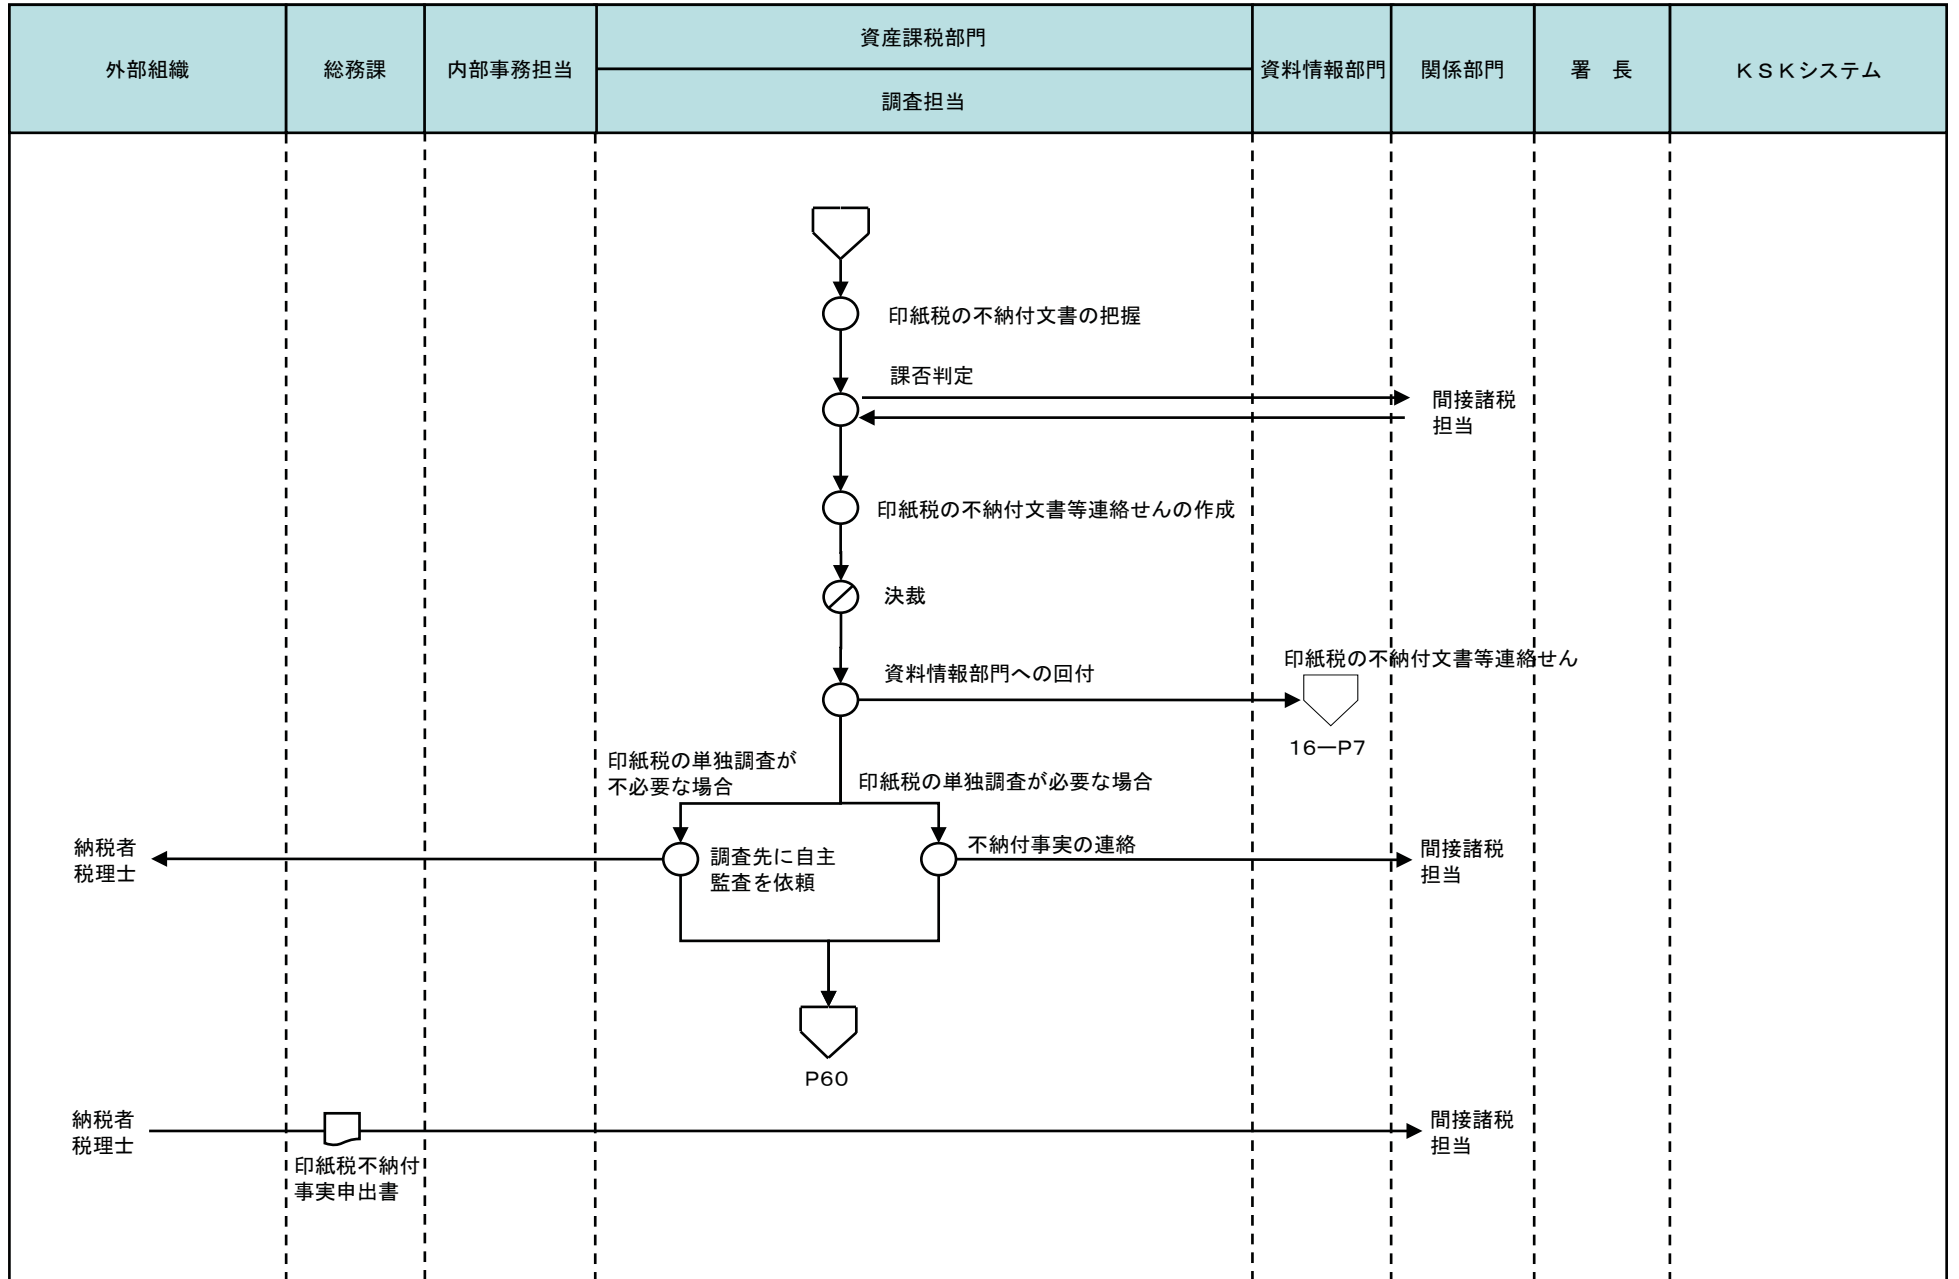 外部組織
総務課
内部事務担当
資産課税部門
調査担当
資料情報部門
関係部門
署　長
ＫＳＫシステム
印紙税の不納付文書の把握
課否判定
間接諸税
担当
印紙税の不納付文書等連絡せんの作成
決裁
資料情報部門への回付
印紙税の不納付文書等連絡せん
16ーP7
印紙税の単独調査が
不必要な場合
印紙税の単独調査が必要な場合
納税者
税理士
調査先に自主
監査を依頼
不納付事実の連絡
間接諸税
担当
P60
納税者
税理士
印紙税不納付
事実申出書
間接諸税
担当